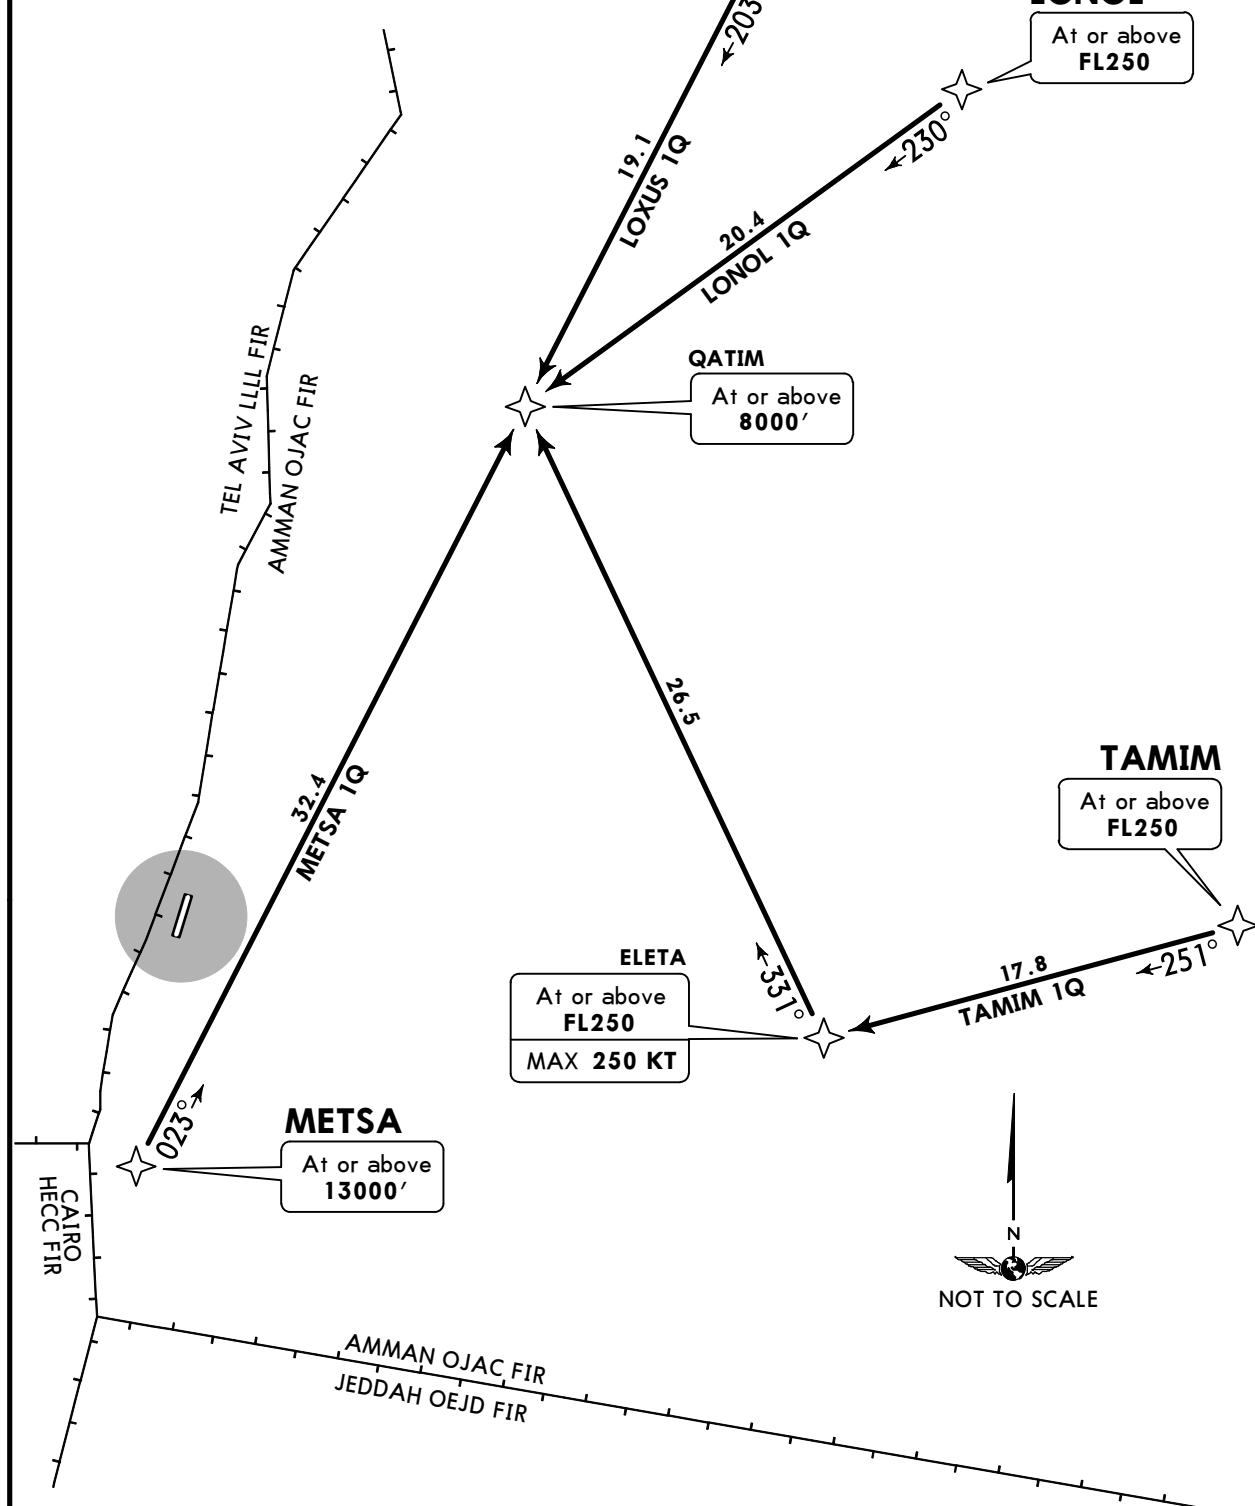 ←203
At or above
FL250
←230°
19.1
LOXUS 1Q
20.4
LONOL 1Q
TEL AVIV LLLL FIR
AMMAN OJAC FIR
QATIM
At or above
8000′
26.5
32.4
METSA 1Q
TAMIM
At or above
FL250
←251°
17.8
TAMIM 1Q
ELETA
At or above
FL250
MAX 250 KT
←331°
023°→
METSA
At or above
13000′
CAIRO
HECC FIR
N
NOT TO SCALE
AMMAN OJAC FIR
JEDDAH OEJD FIR